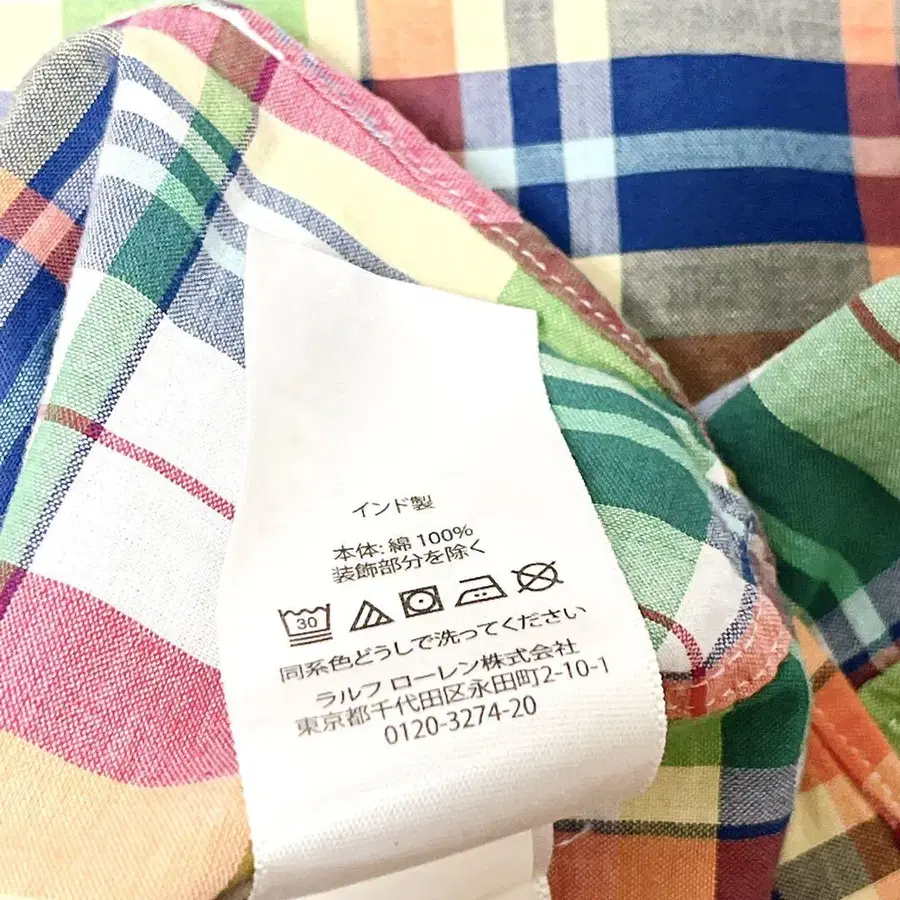 インド製
本体: 綿 100%
装飾部分を除く
30
同系色どうしで洗ってください
ラルフ ローレン株式会社
東京都千代田区永田町2-10-1
0120-3274-20